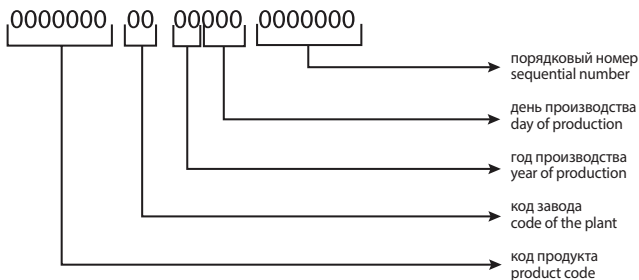 0000000 00 00000 0000000
порядковый номер
sequential number
день производства
day of production
год производства
year of production
код завода
code of the plant
код продукта
product code